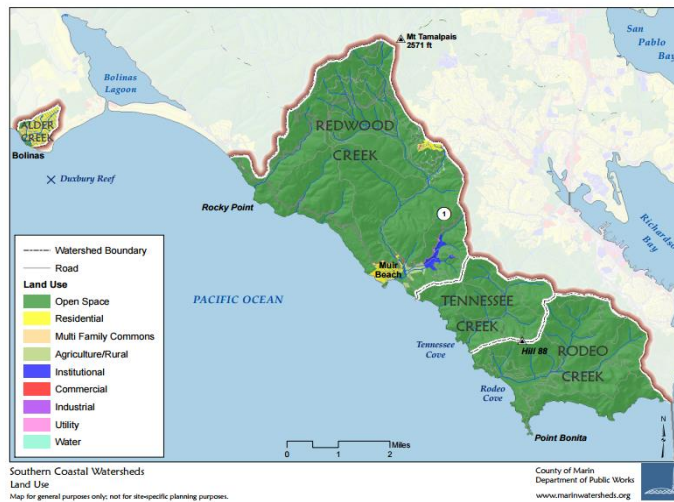 Mt Tamalpais
2571 ft
San
Pablo
Bay
Bolinas
Lagoon
ALDER
CREEK
Bolinas
Duxbury Reef
REDWOOD
CREEK
Rocky Point
1
Richardson
Bay
Muir
Beach
PACIFIC OCEAN
TENNESSEE
CREEK
Tennessee
Cove
Hill 88
RODEO
CREEK
Rodeo
Cove
Point Bonita
Watershed Boundary
Road
Land Use
Open Space
Residential
Multi Family Commons
Agriculture/Rural
Institutional
Commercial
Industrial
Utility
Water
0 1 2
Miles
N
Southern Coastal Watersheds
Land Use
Map for general purposes only; not for site-specific planning purposes.
County of Marin
Department of Public Works
www.marinwatersheds.org